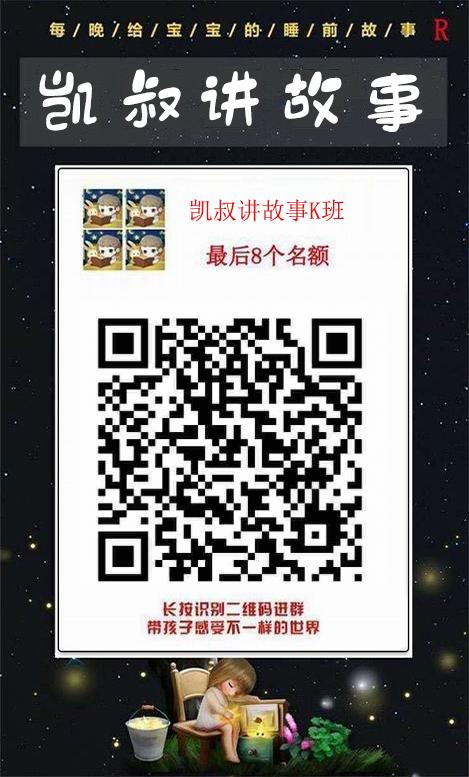 每/晚/给/宝/宝/的/睡/前/故/事 R
凯叔讲故事
凯叔讲故事K班
最后8个名额
长按识别二维码进群
带孩子感受不一样的世界